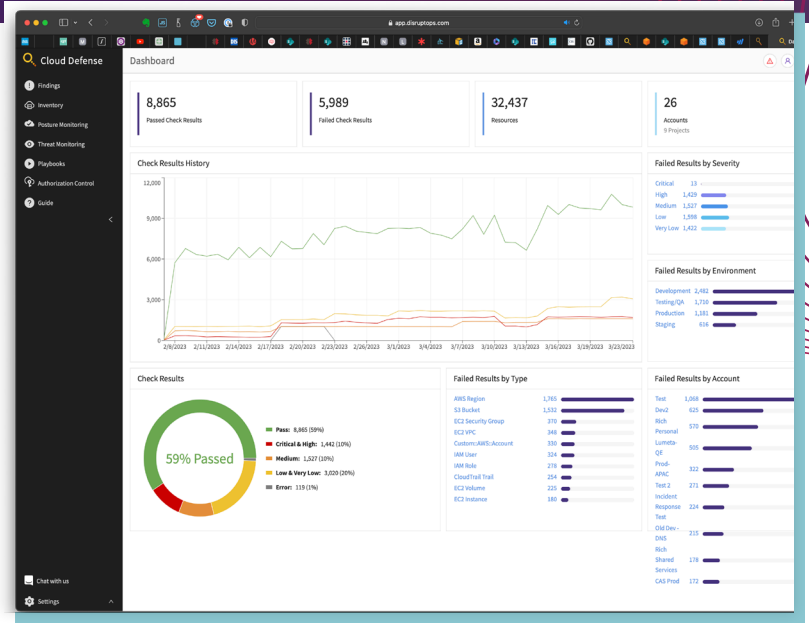 app.disruptops.com
Cloud Defense
Dashboard
Findings
Inventory
Posture Monitoring
Threat Monitoring
Playbooks
Authorization Control
Guide
8,865
Passed Check Results
5,989
Failed Check Results
32,437
Resources
26
Accounts
9 Projects
Check Results History
12,000
9,000
6,000
3,000
0
2/8/2023 2/11/2023 2/14/2023 2/17/2023 2/20/2023 2/23/2023 2/26/2023 3/1/2023 3/4/2023 3/7/2023 3/10/2023 3/13/2023 3/16/2023 3/19/2023 3/23/2023
Failed Results by Severity
Critical 13
High 1,429
Medium 1,527
Low 1,598
Very Low 1,422
Failed Results by Environment
Development 2,482
Testing/QA 1,710
Production 1,181
Staging 616
Check Results
59% Passed
Pass: 8,865 (59%)
Critical & High: 1,442 (10%)
Medium: 1,527 (10%)
Low & Very Low: 3,020 (20%)
Error: 119 (1%)
Failed Results by Type
AWS Region 1,765
S3 Bucket 1,532
EC2 Security Group 370
EC2 VPC 348
Custom::AWS::Account 330
IAM User 324
IAM Role 278
CloudTrail Trail 254
EC2 Volume 225
EC2 Instance 180
Failed Results by Account
Test 1,068
Dev2 625
Rich
Personal 570
Lumeta-
QE 505
Prod-
APAC 322
Test 2 271
Incident
Response 224
Test
Old Dev -
DNS 215
Rich
Shared 178
Services
CAS Prod 172
Chat with us
Settings